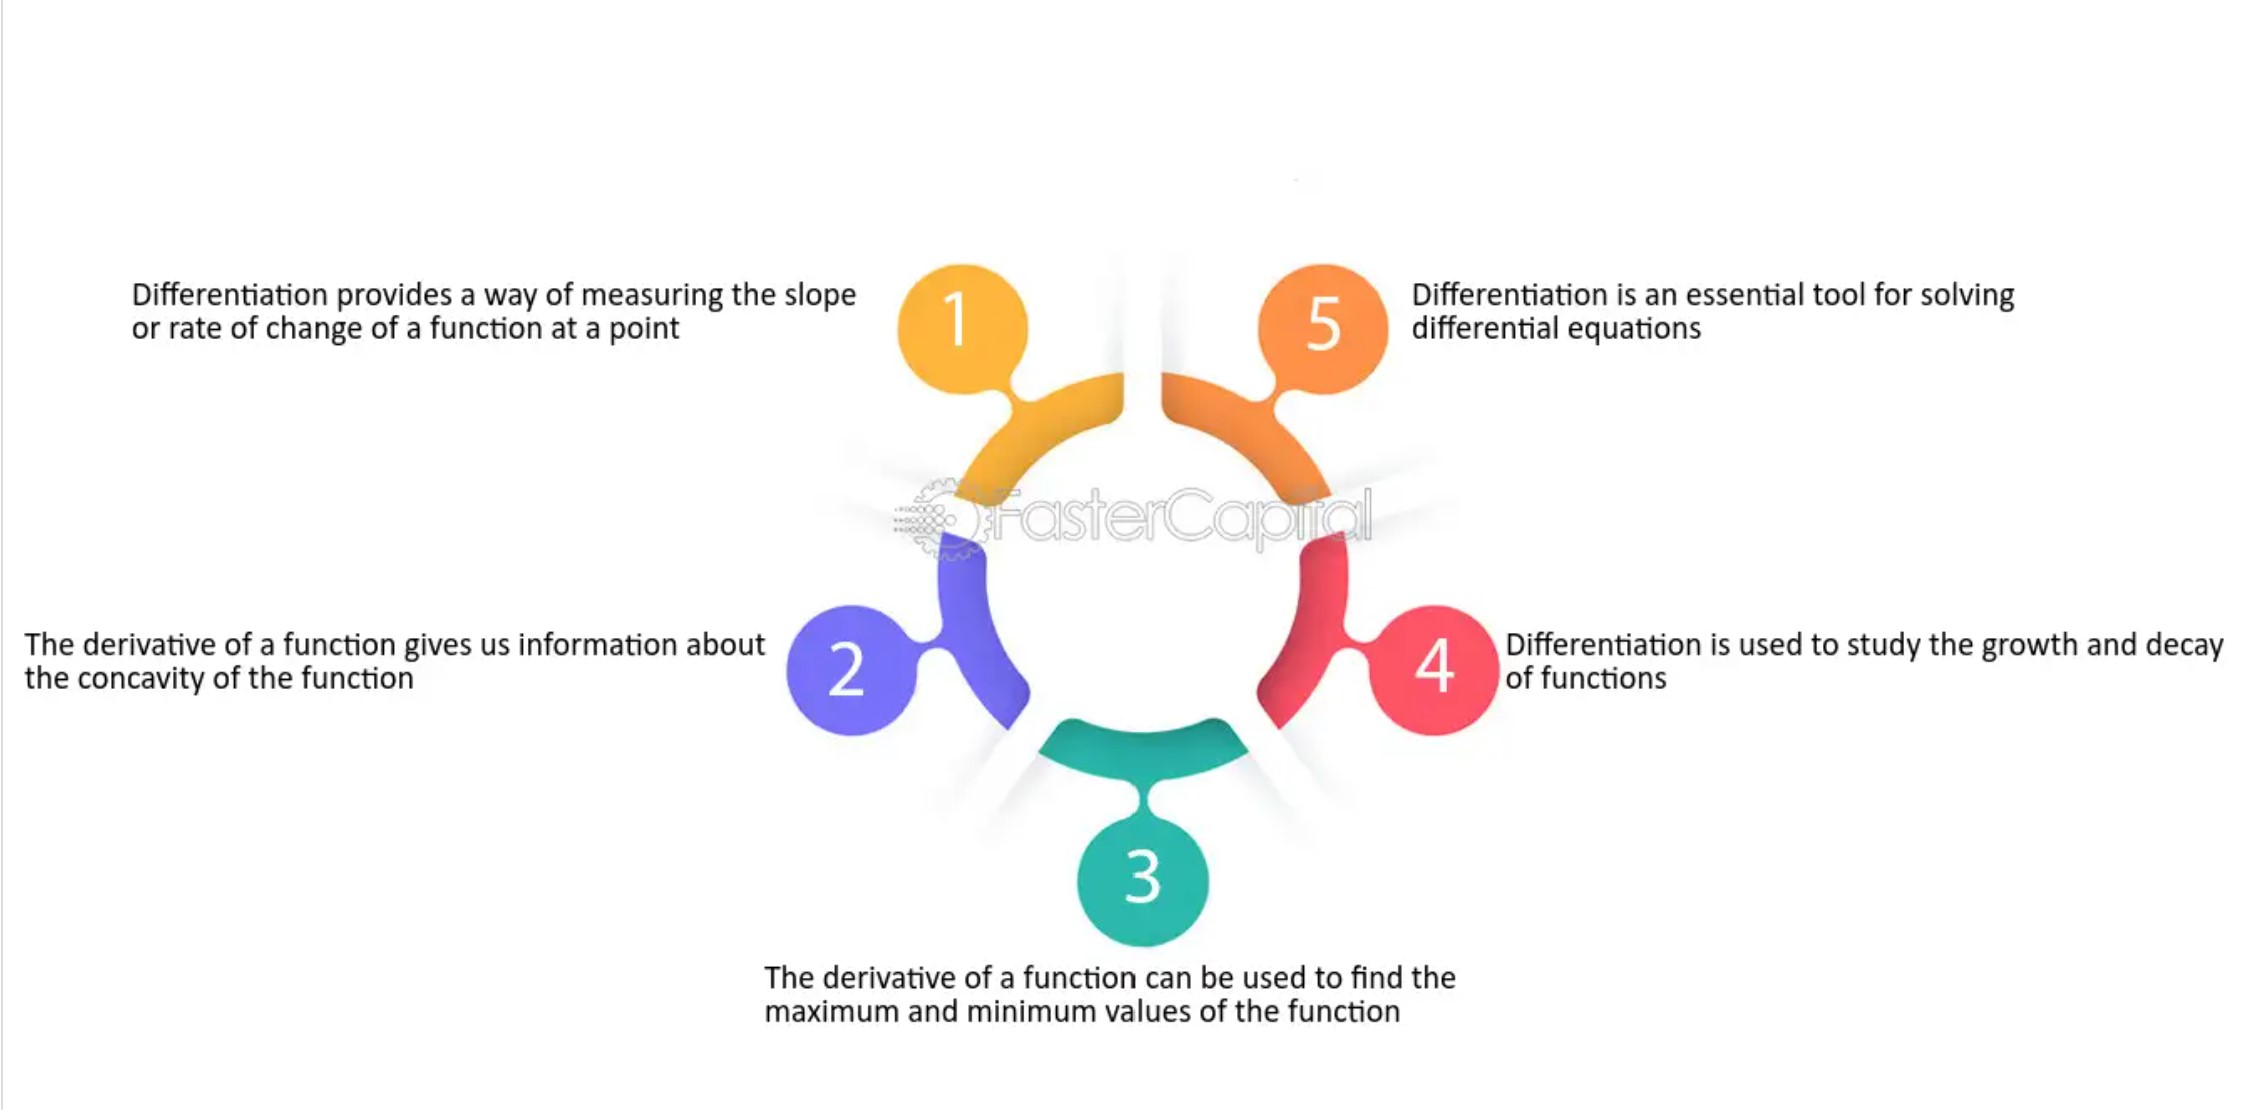 1
Differentiation provides a way of measuring the slope
or rate of change of a function at a point
2
The derivative of a function gives us information about
the concavity of the function
3
The derivative of a function can be used to find the
maximum and minimum values of the function
4
Differentiation is used to study the growth and decay
of functions
5
Differentiation is an essential tool for solving
differential equations
FasterCapital